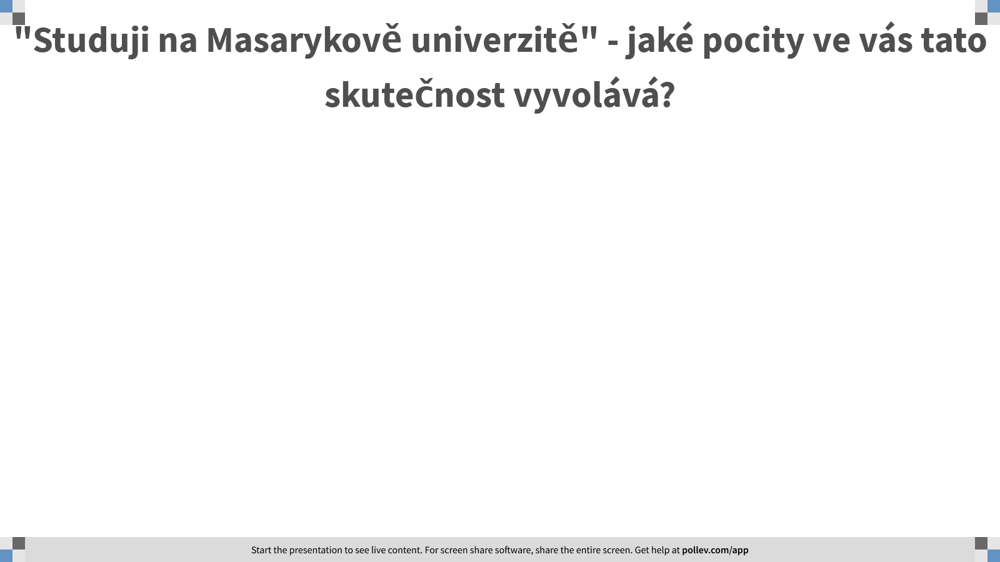 "Studuji na Masarykově univerzitě" - jaké pocity ve vás tato
skutečnost vyvolává?
Start the presentation to see live content. For screen share software, share the entire screen. Get help at pollev.com/app